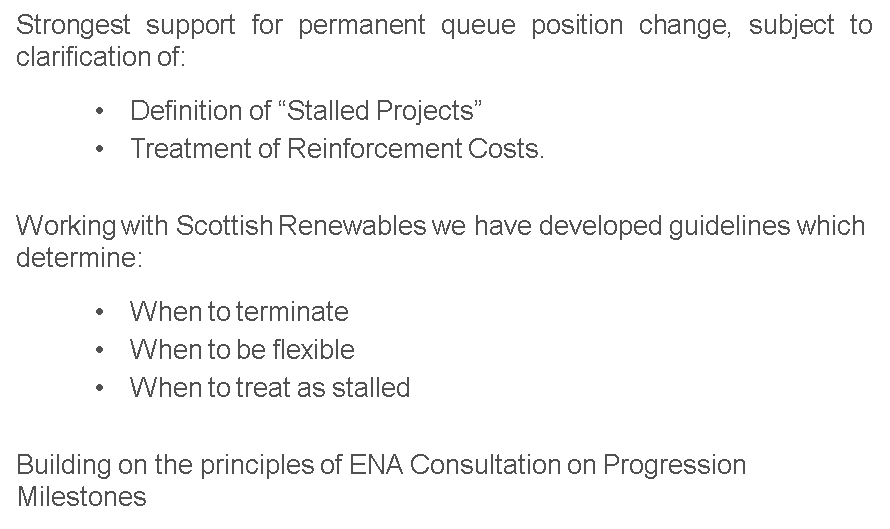 Strongest support for permanent queue position change, subject to
clarification of:
• Definition of “Stalled Projects”
• Treatment of Reinforcement Costs.
Working with Scottish Renewables we have developed guidelines which
determine:
• When to terminate
• When to be flexible
• When to treat as stalled
Building on the principles of ENA Consultation on Progression
Milestones